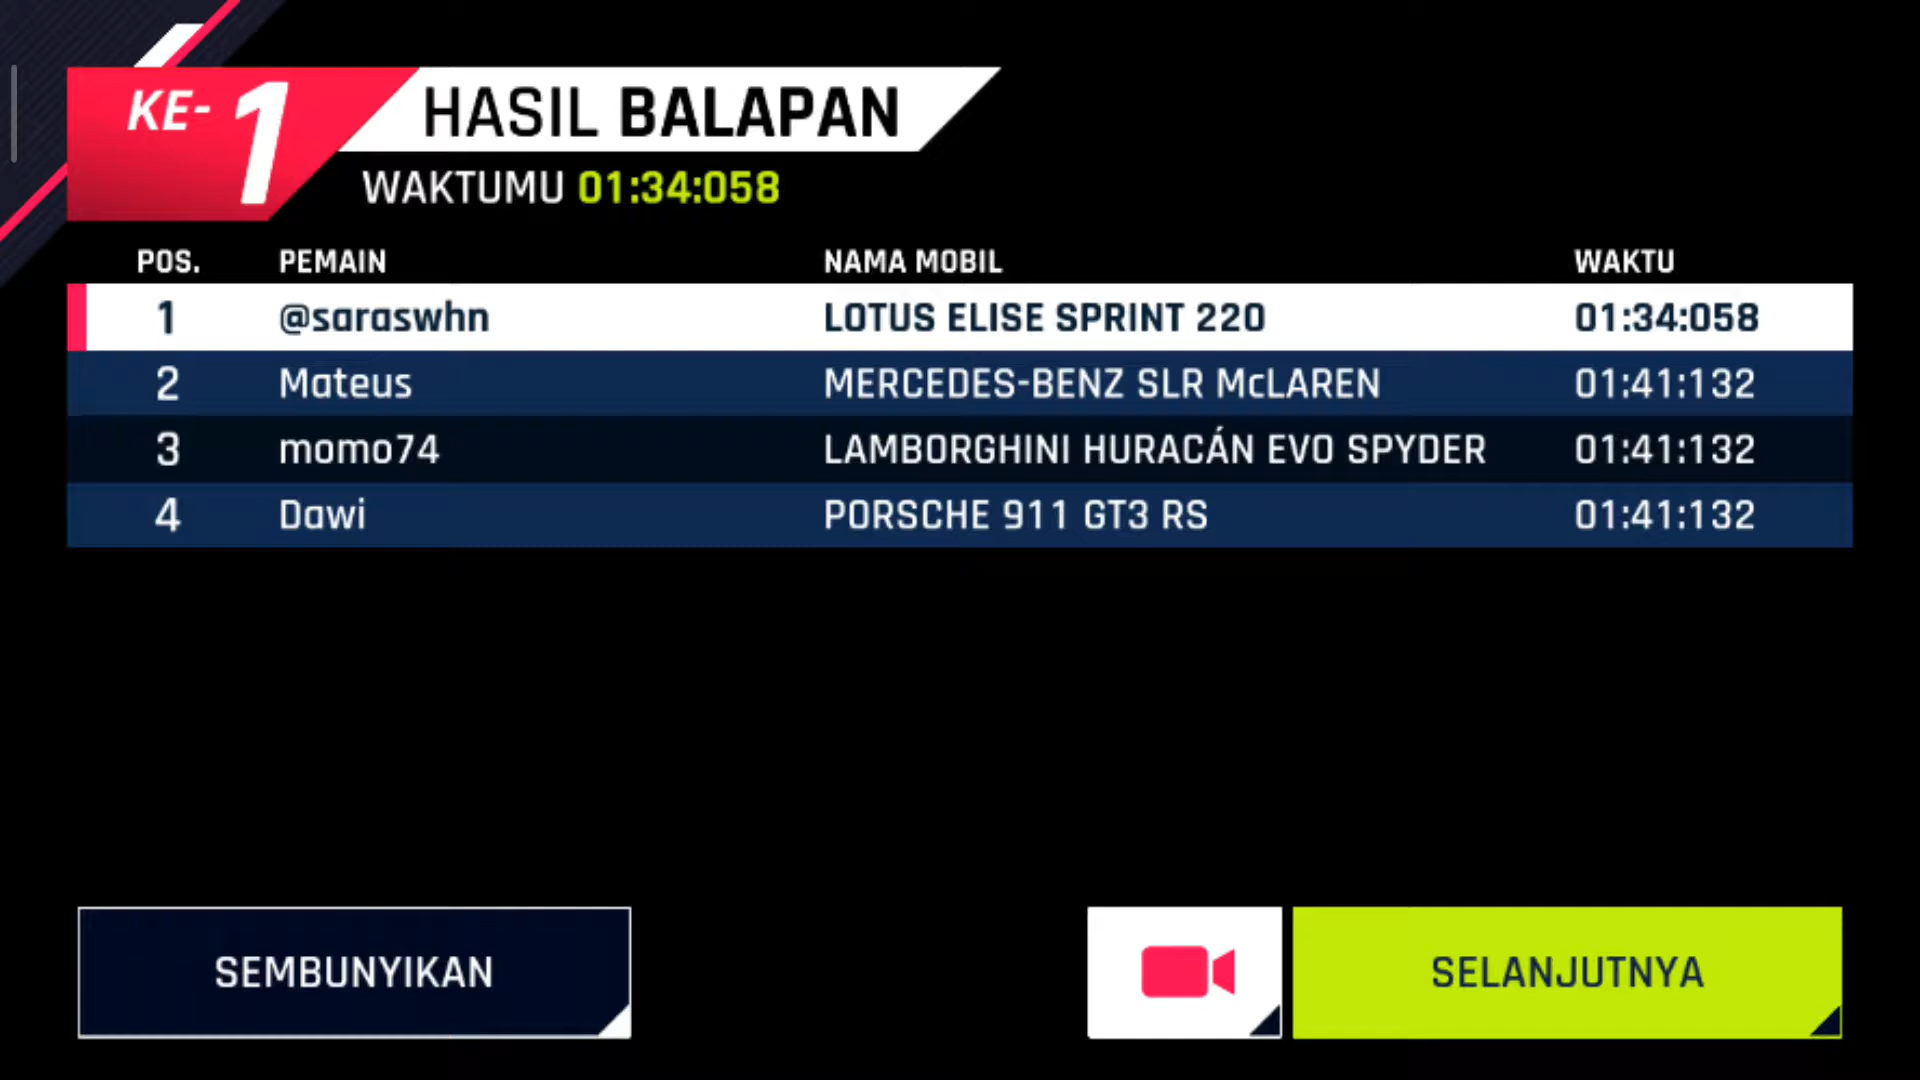 KE-1
HASIL BALAPAN
WAKTUMU 01:34:058
POS. PEMAIN NAMA MOBIL WAKTU
1 @saraswhn LOTUS ELISE SPRINT 220 01:34:058
2 Mateus MERCEDES-BENZ SLR McLAREN 01:41:132
3 momo74 LAMBORGHINI HURACÁN EVO SPYDER 01:41:132
4 Dawi PORSCHE 911 GT3 RS 01:41:132
SEMBUNYIKAN SELANJUTNYA